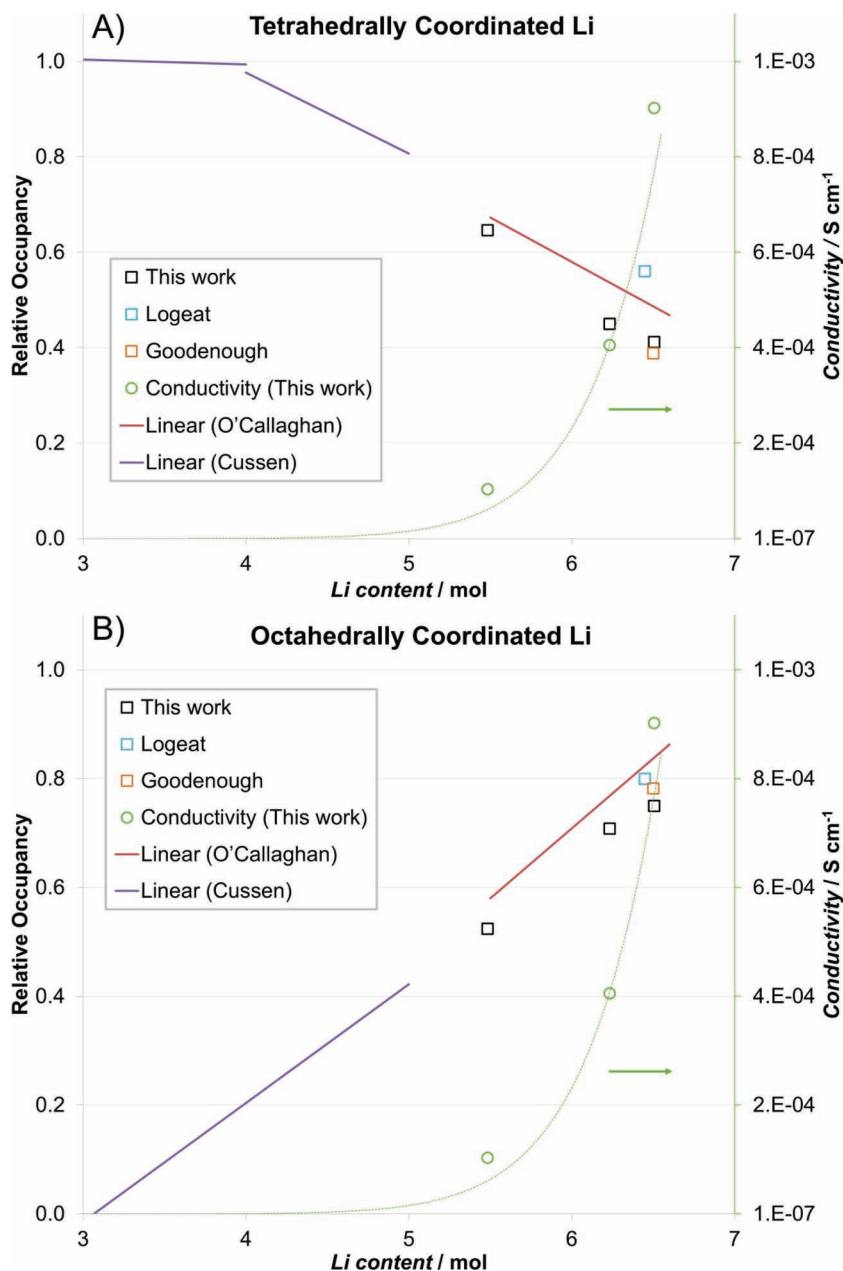 A)
Tetrahedrally Coordinated Li
1.0
0.8
0.6
0.4
0.2
0.0
Relative Occupancy
This work
Logeat
Goodenough
Conductivity (This work)
Linear (O'Callaghan)
Linear (Cussen)
1.E-03
8.E-04
6.E-04
4.E-04
2.E-04
1.E-07
Conductivity / S cm⁻¹
3 4 5 6 7
Li content / mol
B)
Octahedrally Coordinated Li
1.0
0.8
0.6
0.4
0.2
0.0
Relative Occupancy
This work
Logeat
Goodenough
Conductivity (This work)
Linear (O'Callaghan)
Linear (Cussen)
1.E-03
8.E-04
6.E-04
4.E-04
2.E-04
1.E-07
Conductivity / S cm⁻¹
3 4 5 6 7
Li content / mol